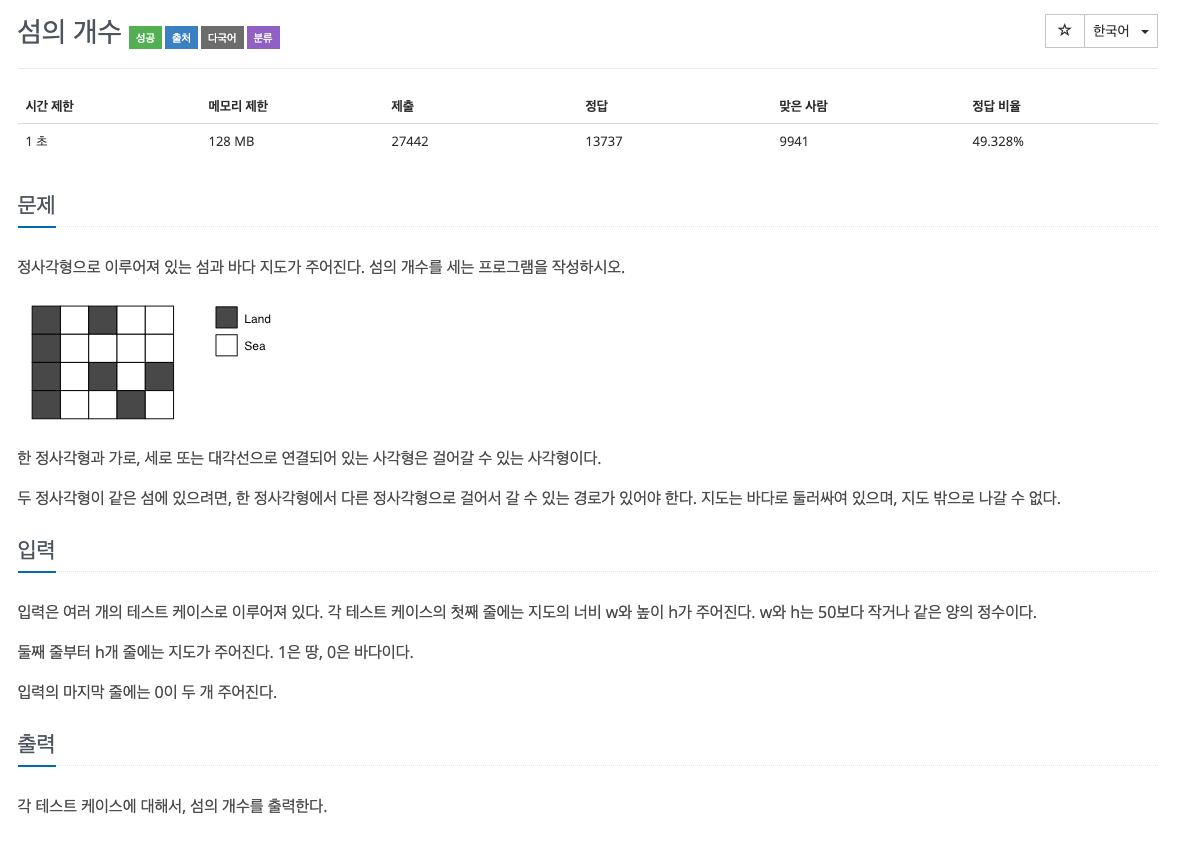 섬의 개수 성공 출처 다국어 분류 ☆ 한국어
시간 제한 메모리 제한 제출 정답 맞은 사람 정답 비율
1 초 128 MB 27442 13737 9941 49.328%
문제
정사각형으로 이루어져 있는 섬과 바다 지도가 주어진다. 섬의 개수를 세는 프로그램을 작성하시오.
Land
Sea
한 정사각형과 가로, 세로 또는 대각선으로 연결되어 있는 사각형은 걸어갈 수 있는 사각형이다.
두 정사각형이 같은 섬에 있으려면, 한 정사각형에서 다른 정사각형으로 걸어서 갈 수 있는 경로가 있어야 한다. 지도는 바다로 둘러싸여 있으며, 지도 밖으로 나갈 수 없다.
입력
입력은 여러 개의 테스트 케이스로 이루어져 있다. 각 테스트 케이스의 첫째 줄에는 지도의 너비 w와 높이 h가 주어진다. w와 h는 50보다 작거나 같은 양의 정수이다.
둘째 줄부터 h개 줄에는 지도가 주어진다. 1은 땅, 0은 바다이다.
입력의 마지막 줄에는 0이 두 개 주어진다.
출력
각 테스트 케이스에 대해서, 섬의 개수를 출력한다.